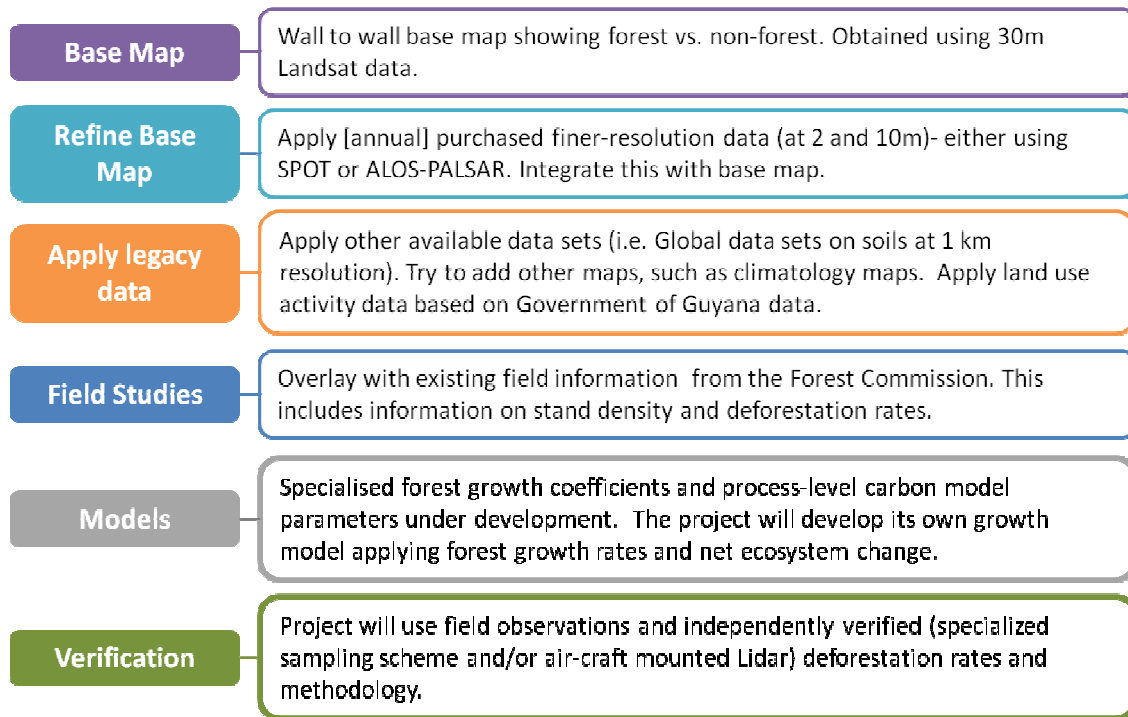 Base Map
Wall to wall base map showing forest vs. non-forest. Obtained using 30m
Landsat data.
Refine Base
Map
Apply [annual] purchased finer-resolution data (at 2 and 10m)- either using
SPOT or ALOS-PALSAR. Integrate this with base map.
Apply legacy
data
Apply other available data sets (i.e. Global data sets on soils at 1 km
resolution). Try to add other maps, such as climatology maps.  Apply land use
activity data based on Government of Guyana data.
Field Studies
Overlay with existing field information  from the Forest Commission. This
includes information on stand density and deforestation rates.
Models
Specialised forest growth coefficients and process-level carbon model
parameters under development.  The project will develop its own growth
model applying forest growth rates and net ecosystem change.
Verification
Project will use field observations and independently verified (specialized
sampling scheme and/or air-craft mounted Lidar) deforestation rates and
methodology.